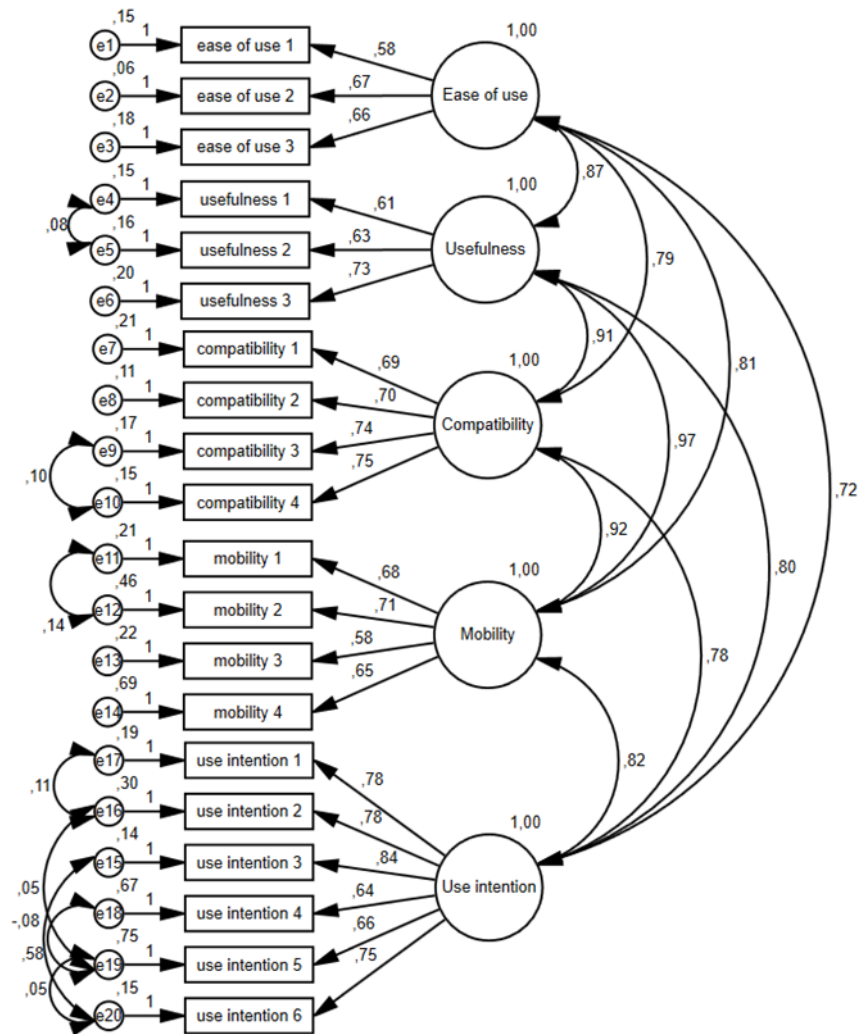 ,15 1,00
e1 1 ease of use 1 ,58
,06
e2 1 ease of use 2 ,67 Ease of use
,18 ,66
e3 1 ease of use 3
,15 1,00 ,87
e4 1 usefulness 1 ,61
,08 ,16
e5 1 usefulness 2 ,63 Usefulness ,79
,20 ,73
e6 1 usefulness 3
,21 ,91
e7 1 compatibility 1 ,69 1,00 ,81
,11
e8 1 compatibility 2 ,70
,17 Compatibility
e9 1 compatibility 3 ,74 ,97
,10 ,15 ,75
e10 1 compatibility 4 ,72
,21 ,92
e11 1 mobility 1 ,68 1,00
,46 ,80
e12 1 mobility 2 ,71
,14 ,22 Mobility
e13 1 mobility 3 ,58 ,78
,69 ,65
e14 1 mobility 4
,19
e17 1 use intention 1 ,78 ,82
,11 ,30
e16 1 use intention 2 ,78 1,00
,14
e15 1 use intention 3 ,84
,05 ,67 Use intention
-,08 e18 1 use intention 4 ,64
,58 ,75 ,66
e19 1 use intention 5
,05 ,15 ,75
e20 1 use intention 6